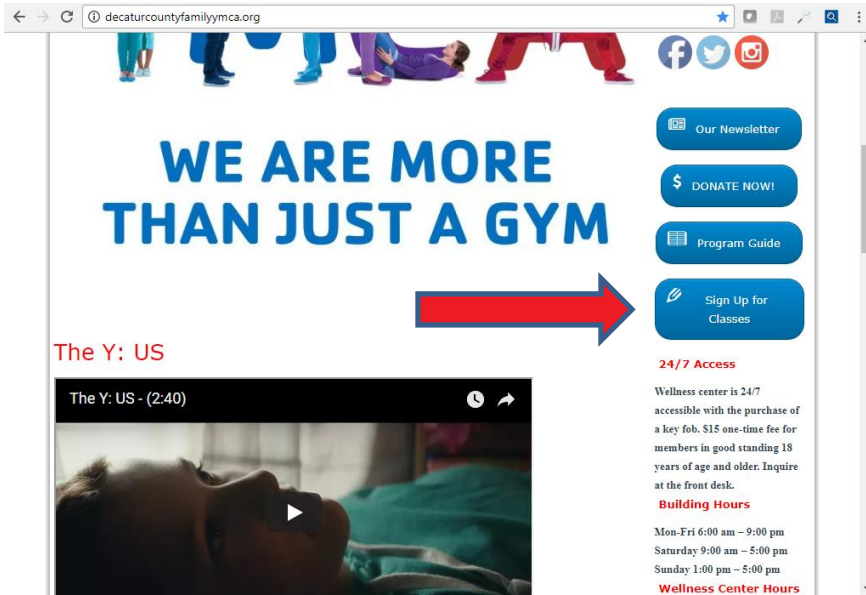 decaturcountyfamilyymca.org
WE ARE MORE
THAN JUST A GYM
Our Newsletter
$ DONATE NOW!
Program Guide
Sign Up for
Classes
The Y: US
The Y: US - (2:40)
24/7 Access
Wellness center is 24/7
accessible with the purchase of
a key fob. $15 one-time fee for
members in good standing 18
years of age and older. Inquire
at the front desk.
Building Hours
Mon-Fri 6:00 am – 9:00 pm
Saturday 9:00 am – 5:00 pm
Sunday 1:00 pm – 5:00 pm
Wellness Center Hours